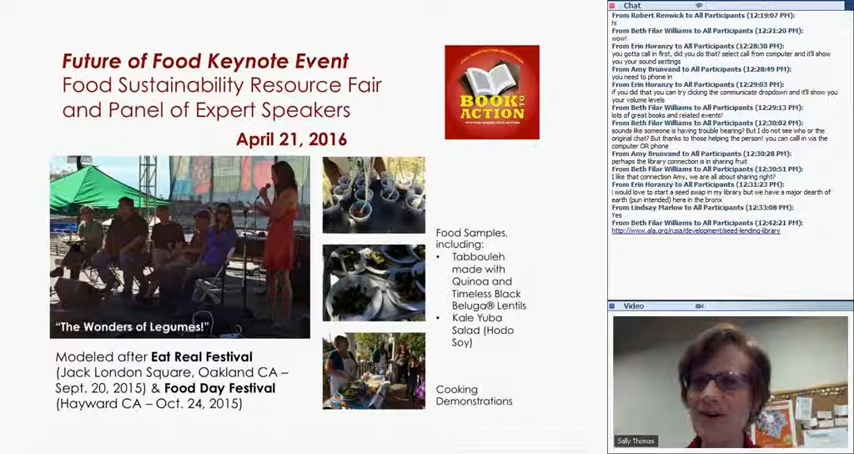 Future of Food Keynote Event
Food Sustainability Resource Fair
and Panel of Expert Speakers
April 21, 2016
BOOK
TO
ACTION
"The Wonders of Legumes!"
Food Samples,
including:
• Tabbouleh
made with
Quinoa and
Timeless Black
Beluga® Lentils
• Kale Yuba
Salad (Hodo
Soy)
Cooking
Demonstrations
Modeled after Eat Real Festival
(Jack London Square, Oakland CA –
Sept. 20, 2015) & Food Day Festival
(Hayward CA – Oct. 24, 2015)
Chat
From Robert Renwick to All Participants (12:19:07 PM):
hi
From Beth Filar Williams to All Participants (12:21:20 PM):
wow!
From Erin Horanzy to All Participants (12:28:30 PM):
you gotta call in first, did you do that? select call from computer and it'll show
you your sound settings
From Amy Brunvand to All Participants (12:28:49 PM):
you need to phone in
From Erin Horanzy to All Participants (12:29:03 PM):
if you did that you can try clicking the communicate dropdown and it'll show you
your volume levels
From Beth Filar Williams to All Participants (12:29:13 PM):
lots of great books and related events!
From Beth Filar Williams to All Participants (12:30:02 PM):
sounds like someone is having trouble hearing? But I do not see who or the
original chat? But thanks to those helping the person! you can call in via the
computer OR phone
From Amy Brunvand to All Participants (12:30:28 PM):
perhaps the library connection is in sharing fruit
From Beth Filar Williams to All Participants (12:30:51 PM):
I like that connection Amy, we are all about sharing right?
From Erin Horanzy to All Participants (12:31:23 PM):
i would love to start a seed swap in my library but we have a major dearth of
earth (pun intended) here in the bronx
From Lindsay Marlow to All Participants (12:33:08 PM):
Yes
From Beth Filar Williams to All Participants (12:42:21 PM):
http://www.ala.org/rusa/development/seed-lending-library
Video
Sally Thomas